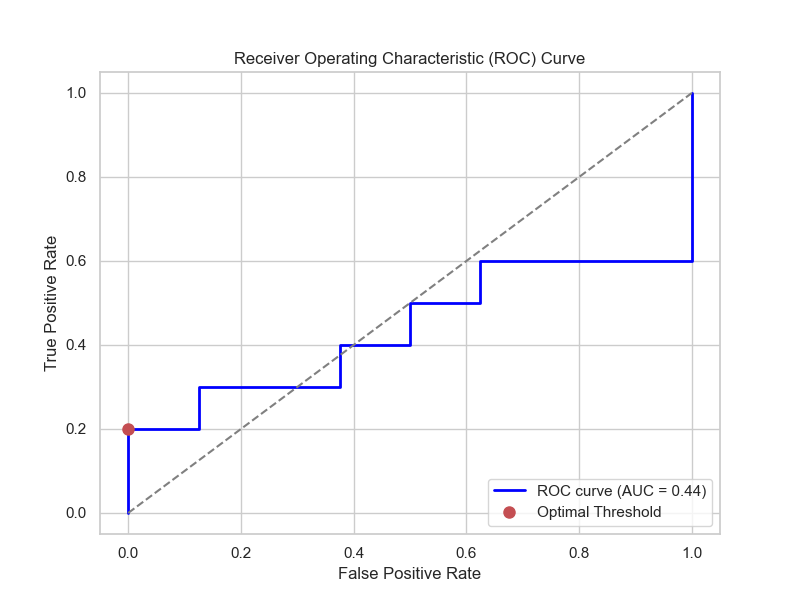 Receiver Operating Characteristic (ROC) Curve
True Positive Rate
1.0
0.8
0.6
0.4
0.2
0.0
ROC curve (AUC = 0.44)
Optimal Threshold
0.0 0.2 0.4 0.6 0.8 1.0
False Positive Rate